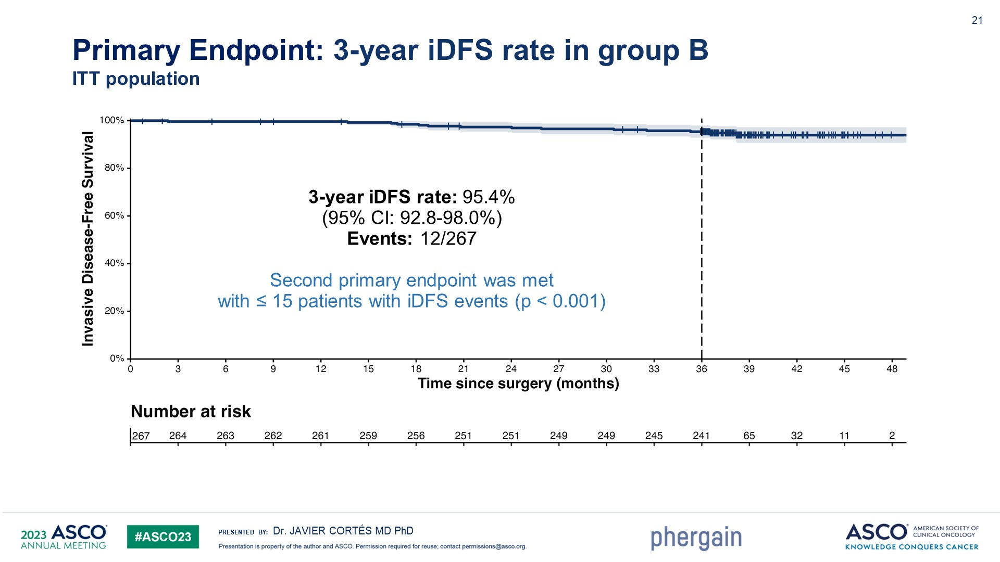 21
Primary Endpoint: 3-year iDFS rate in group B
ITT population
Invasive Disease-Free Survival
100%
80%
60%
40%
20%
0%
3-year iDFS rate: 95.4%
(95% CI: 92.8-98.0%)
Events: 12/267
Second primary endpoint was met
with ≤ 15 patients with iDFS events (p < 0.001)
0 3 6 9 12 15 18 21 24 27 30 33 36 39 42 45 48
Time since surgery (months)
Number at risk
267 264 263 262 261 259 256 251 251 249 249 245 241 65 32 11 2
2023 ASCO
ANNUAL MEETING
#ASCO23
PRESENTED BY: Dr. JAVIER CORTÉS MD PhD
Presentation is property of the author and ASCO. Permission required for reuse; contact permissions@asco.org.
phergain
ASCO AMERICAN SOCIETY OF
CLINICAL ONCOLOGY
KNOWLEDGE CONQUERS CANCER